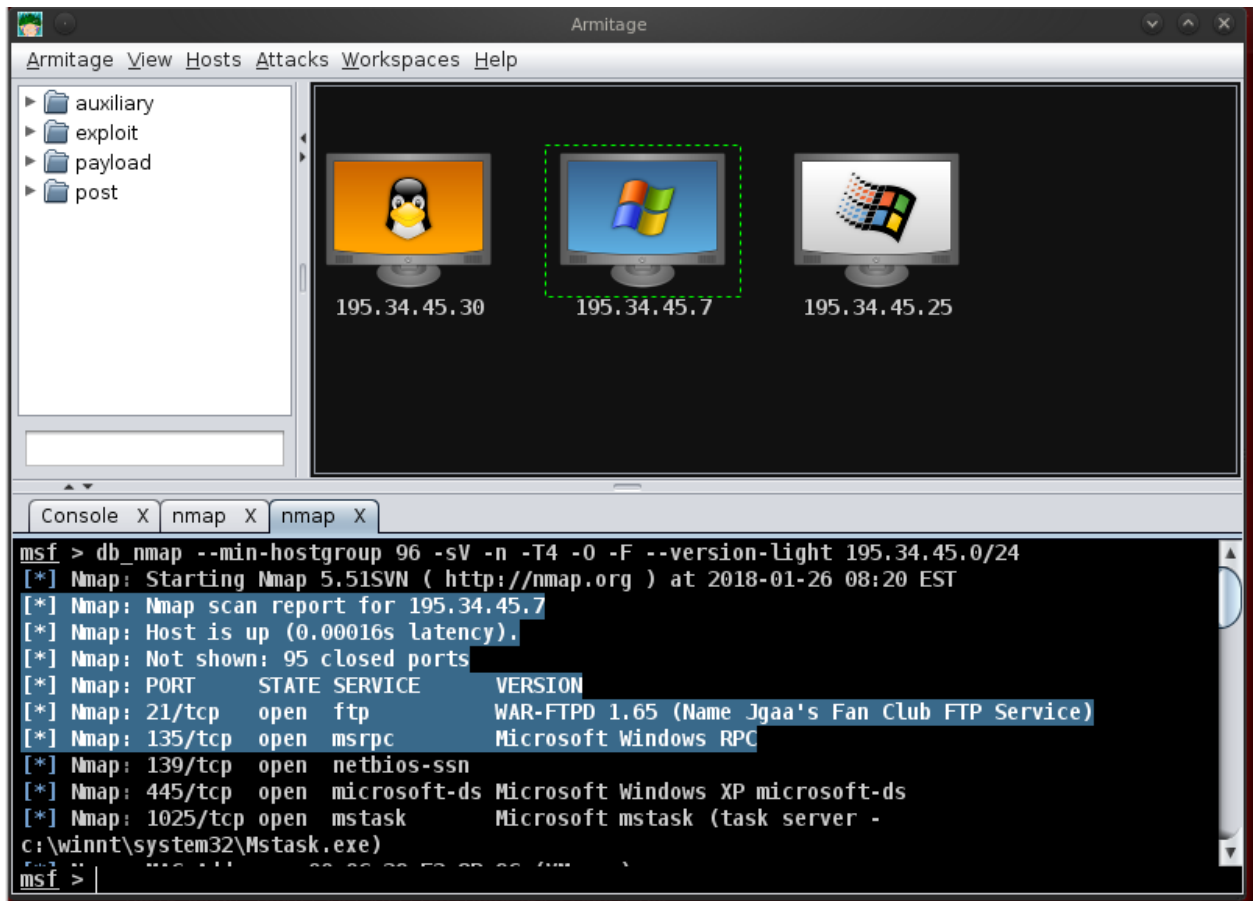 Armitage
Armitage View Hosts Attacks Workspaces Help
auxiliary
exploit
payload
post
195.34.45.30
195.34.45.7
195.34.45.25
Console X nmap X nmap X
msf > db_nmap --min-hostgroup 96 -sV -n -T4 -O -F --version-light 195.34.45.0/24
[*] Nmap: Starting Nmap 5.51SVN ( http://nmap.org ) at 2018-01-26 08:20 EST
[*] Nmap: Nmap scan report for 195.34.45.7
[*] Nmap: Host is up (0.00016s latency).
[*] Nmap: Not shown: 95 closed ports
[*] Nmap: PORT STATE SERVICE VERSION
[*] Nmap: 21/tcp open ftp WAR-FTPD 1.65 (Name Jgaa's Fan Club FTP Service)
[*] Nmap: 135/tcp open msrpc Microsoft Windows RPC
[*] Nmap: 139/tcp open netbios-ssn
[*] Nmap: 445/tcp open microsoft-ds Microsoft Windows XP microsoft-ds
[*] Nmap: 1025/tcp open mstask Microsoft mstask (task server -
c:\winnt\system32\Mstask.exe)
msf >